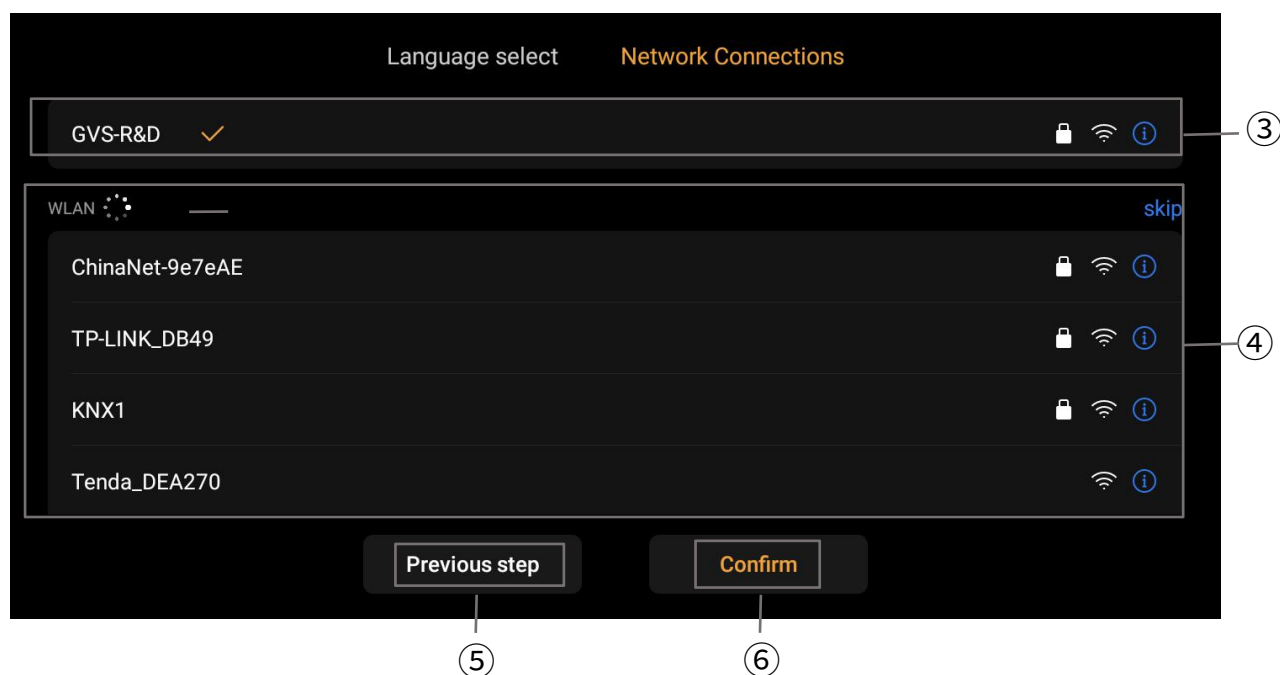 Language select Network Connections
GVS-R&D ③
WLAN skip
ChinaNet-9e7eAE
TP-LINK_DB49 ④
KNX1
Tenda_DEA270
Previous step Confirm
⑤ ⑥